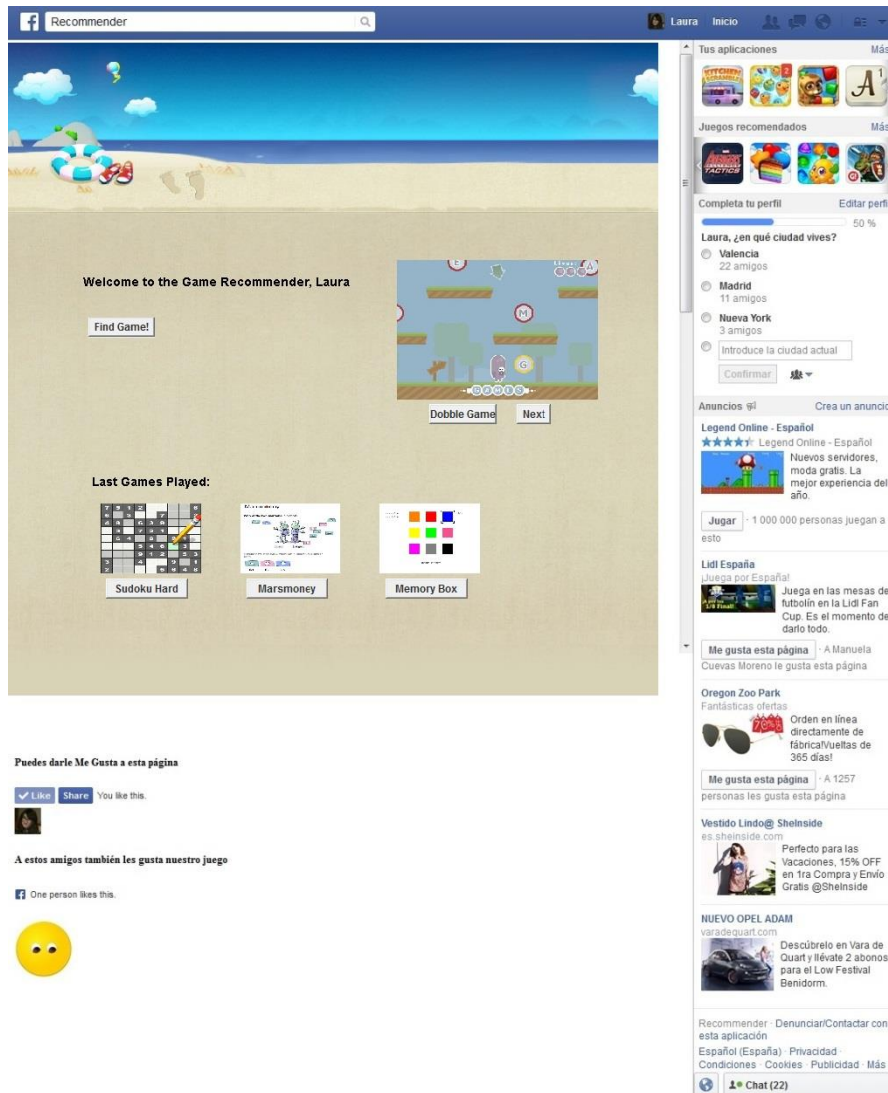 f Recommender
Laura Inicio
Welcome to the Game Recommender, Laura
Find Game!
E
A
M
G
GAMES
Dobble Game
Next
Last Games Played:
Sudoku Hard
Marsmoney
Memory Box
Puedes darle Me Gusta a esta página
Like Share You like this.
A estos amigos también les gusta nuestro juego
f One person likes this.
Tus aplicaciones Más
KITCHEN
SCRAMBLE
2
A 1
Juegos recomendados Más
AVENGERS
TACTICS
Completa tu perfil Editar perfi
50 %
Laura, ¿en qué ciudad vives?
Valencia
22 amigos
Madrid
11 amigos
Nueva York
3 amigos
Introduce la ciudad actual
Confirmar
Anuncios Crea un anuncio
Legend Online - Español
Legend Online - Español
Nuevos servidores,
moda gratis. La
mejor experiencia del
año.
Jugar · 1 000 000 personas juegan a
esto
Lidl España
¡Juega por España!
Juega en las mesas de
futbolín en la Lidl Fan
Cup. Es el momento de
darlo todo.
Me gusta esta página · A Manuela
Cuevas Moreno le gusta esta página
Oregon Zoo Park
Fantásticas ofertas
70%
Orden en línea
directamente de
fábrica!Vueltas de
365 días!
Me gusta esta página · A 1257
personas les gusta esta página
Vestido Lindo@ SheInside
es.sheinside.com
Perfecto para las
Vacaciones, 15% OFF
en 1ra Compra y Envío
Gratis @SheInside
NUEVO OPEL ADAM
varadequart.com
Descúbrelo en Vara de
Quart y llévate 2 abonos
para el Low Festival
Benidorm.
Recommender · Denunciar/Contactar con
esta aplicación
Español (España) · Privacidad ·
Condiciones · Cookies · Publicidad · Más
Chat (22)